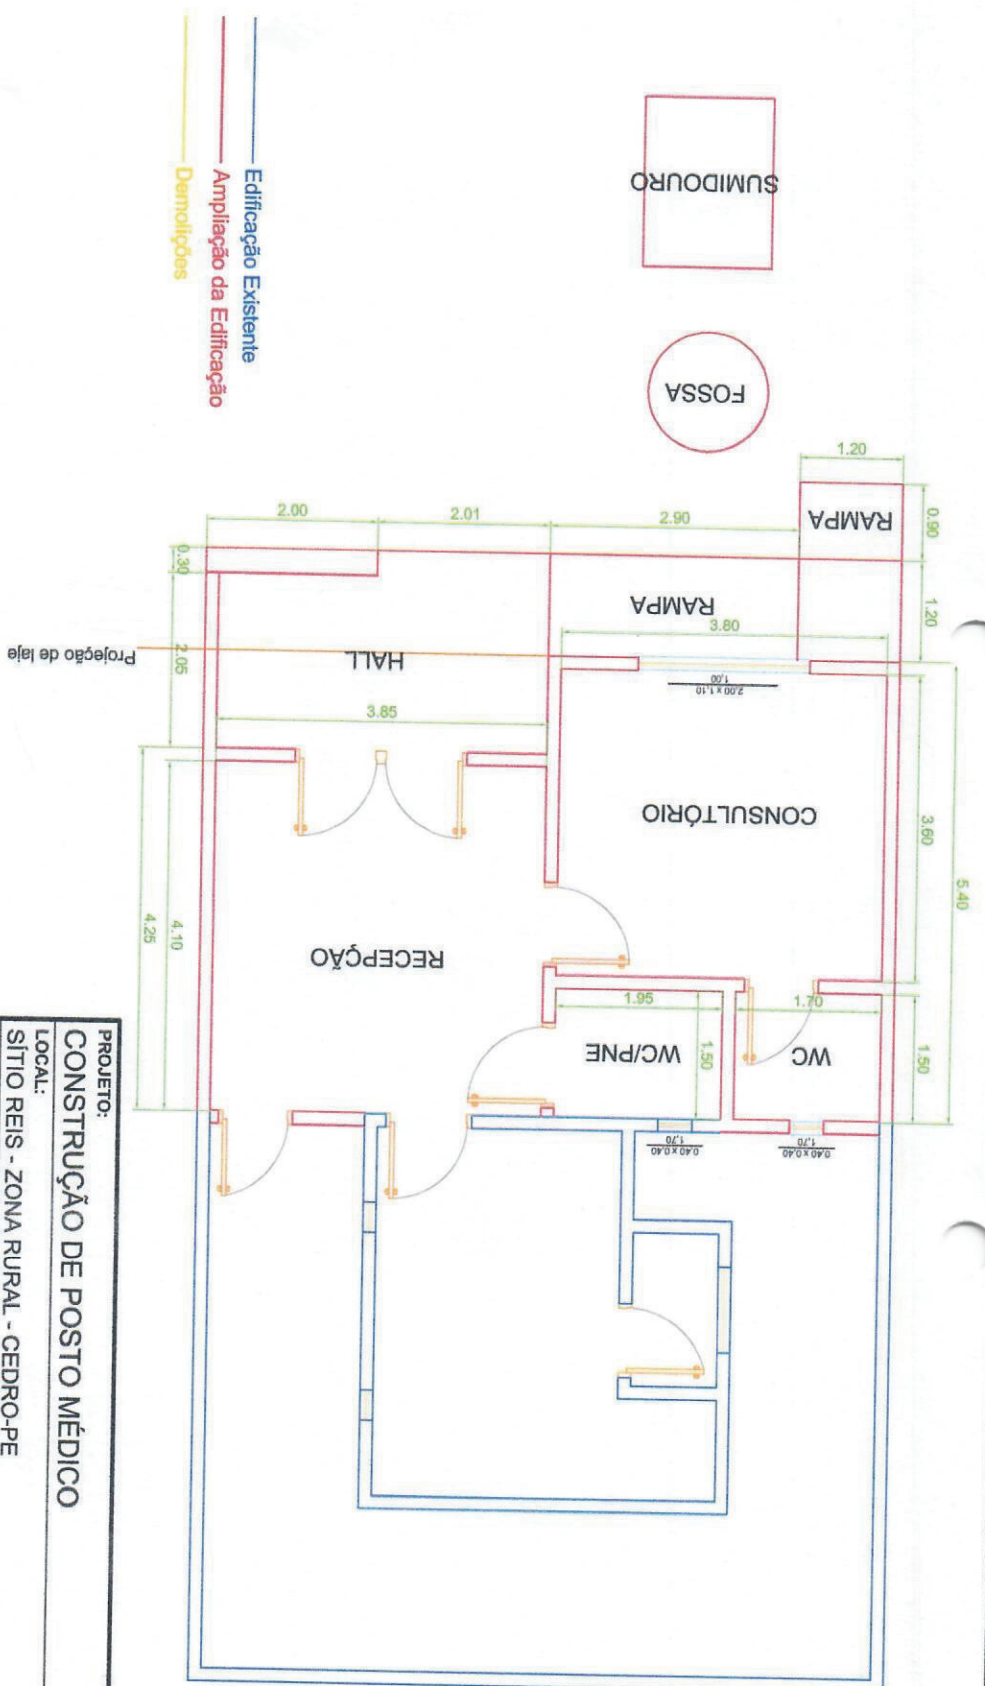 SUMIDOURO
FOSSA
Edificação Existente
Ampliação da Edificação
Demolições
1.20
RAMPA
0.90
2.00
2.01
2.90
0.30
1.20
RAMPA
3.80
HALL
2.05
Projeção de laje
2,00 x 1,10
1,00
3.85
CONSULTÓRIO
3.60
5.40
RECEPÇÃO
4.10
4.25
1.95
1.70
WC/PNE
1.50
WC
1.50
0,40 x 0,40
1,70
0,40 x 0,40
1,70
PROJETO:
CONSTRUÇÃO DE POSTO MÉDICO
LOCAL:
SÍTIO REIS - ZONA RURAL - CEDRO-PE